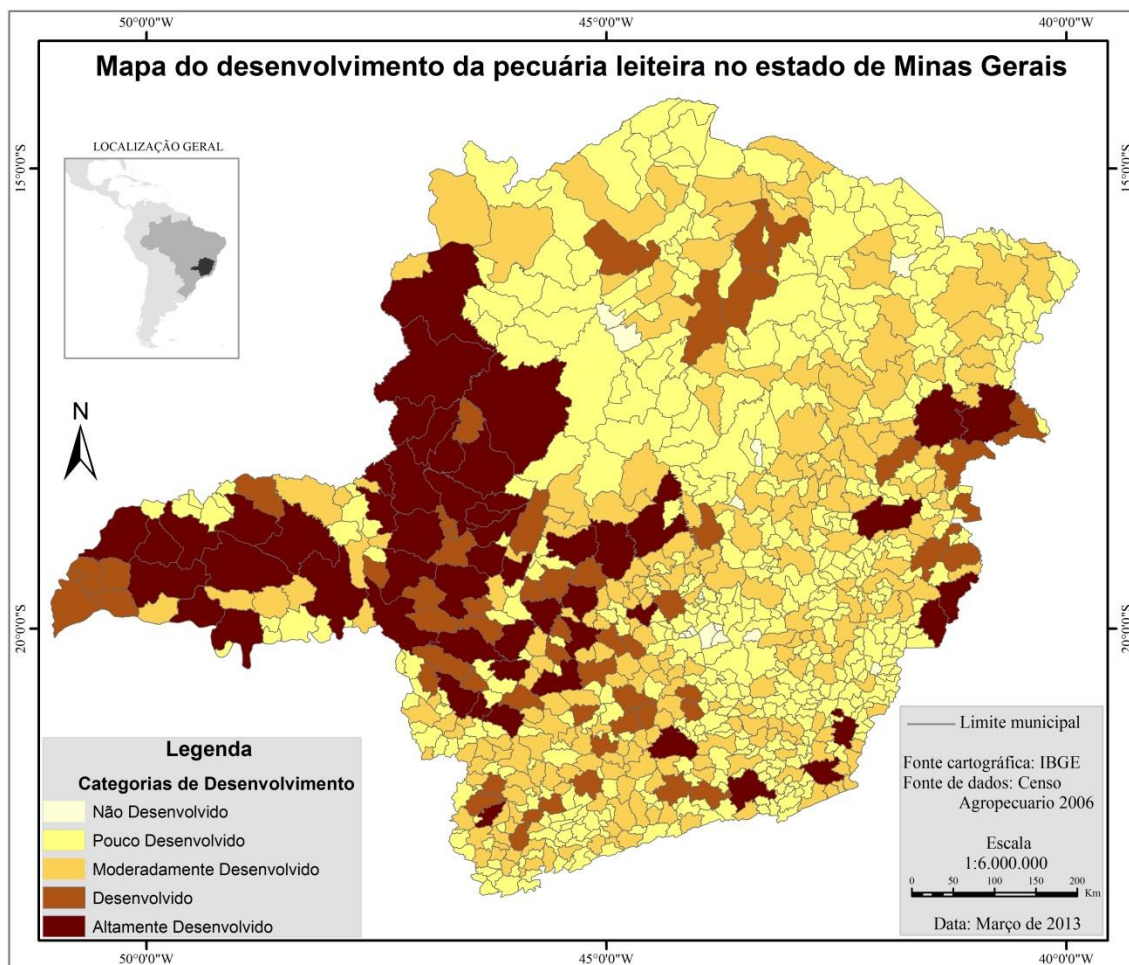 50°0'0"W 45°0'0"W 40°0'0"W
Mapa do desenvolvimento da pecuária leiteira no estado de Minas Gerais
LOCALIZAÇÃO GERAL
15°0'0"S 15°0'0"S
N
20°0'0"S 20°0'0"S
Legenda
Categorias de Desenvolvimento
Não Desenvolvido
Pouco Desenvolvido
Moderadamente Desenvolvido
Desenvolvido
Altamente Desenvolvido
Limite municipal
Fonte cartográfica: IBGE
Fonte de dados: Censo
Agropecuario 2006
Escala
1:6.000.000
0 50 100 150 200
Km
Data: Março de 2013
50°0'0"W 45°0'0"W 40°0'0"W